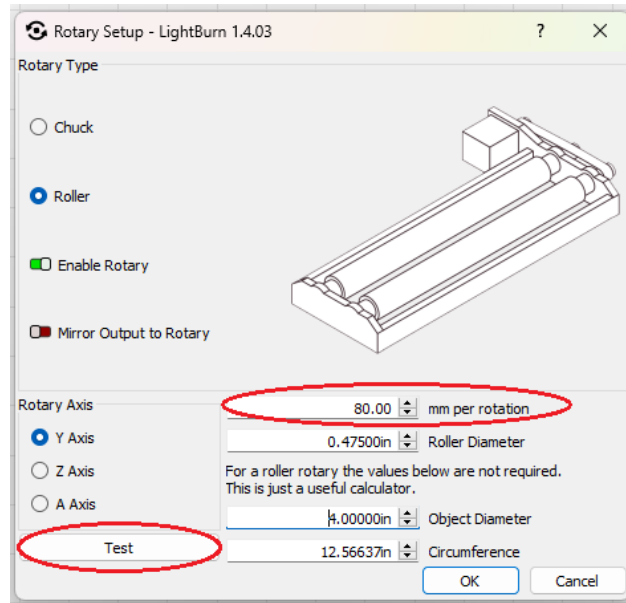 Rotary Setup - LightBurn 1.4.03 ? ×
Rotary Type
Chuck
Roller
Enable Rotary
Mirror Output to Rotary
Rotary Axis
Y Axis
Z Axis
A Axis
Test
80.00 mm per rotation
0.47500in Roller Diameter
For a roller rotary the values below are not required.
This is just a useful calculator.
4.00000in Object Diameter
12.56637in Circumference
OK Cancel